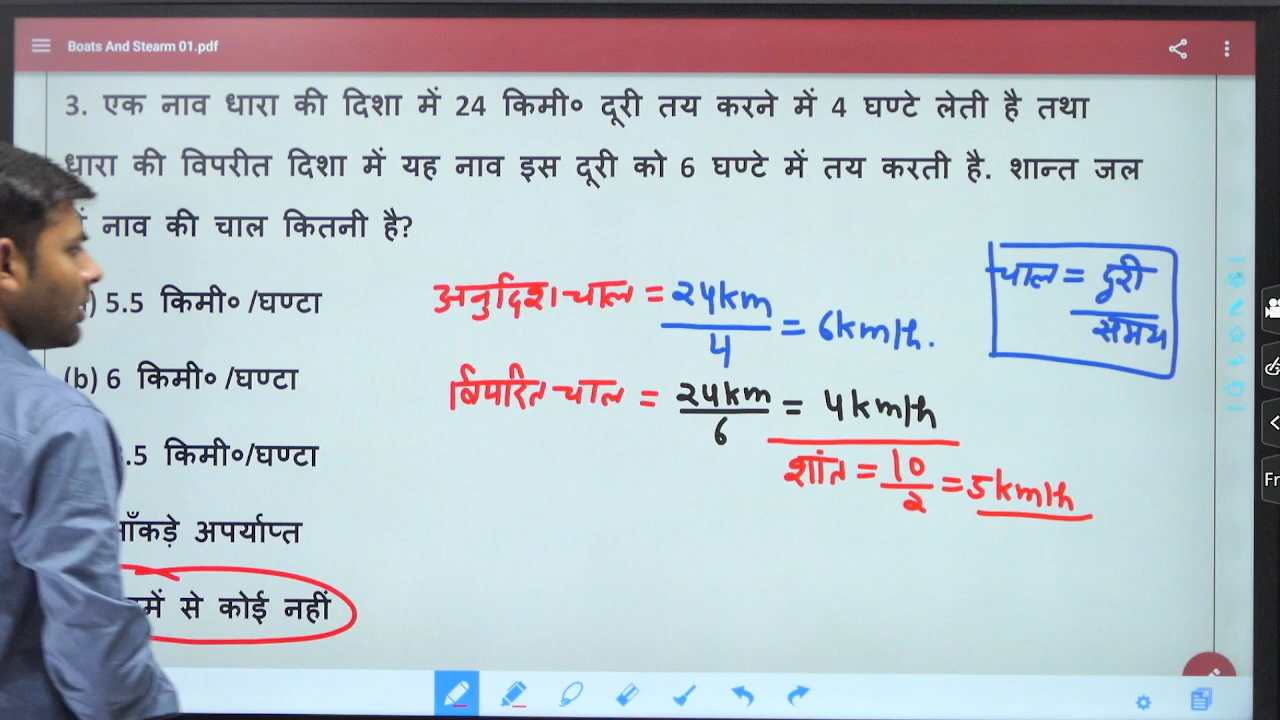 Boats And Stearm 01.pdf
3. एक नाव धारा की दिशा में 24 किमी० दूरी तय करने में 4 घण्टे लेती है तथा
धारा की विपरीत दिशा में यह नाव इस दूरी को 6 घण्टे में तय करती है. शान्त जल
नाव की चाल कितनी है?
चाल = दूरी
समय
) 5.5 किमी० /घण्टा
अनुदिश चाल = 24km
4
= 6km/h.
(b) 6 किमी० /घण्टा
विपरित चाल = 24km
6
= 4km/h
.5 किमी०/घण्टा
शांत = 10
2
= 5km/h
आँकड़े अपर्याप्त
में से कोई नहीं
Fr